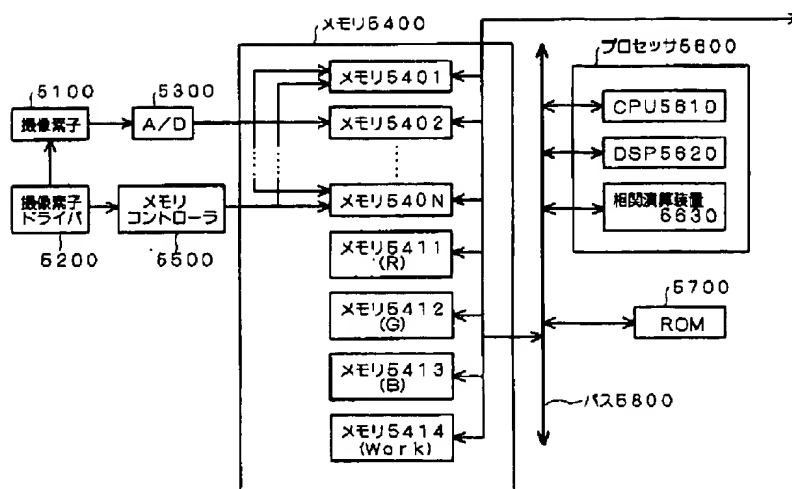 メモリ5400
プロセッサ5600
5100
5300
メモリ5401
撮像素子
A/D
メモリ5402
CPU5610
DSP5620
撮像素子
ドライバ
メモリ
コントローラ
メモリ540N
相関演算装置
5630
5200
5500
メモリ5411
(R)
5700
メモリ5412
(G)
ROM
メモリ5413
(B)
バス5800
メモリ5414
(Work)